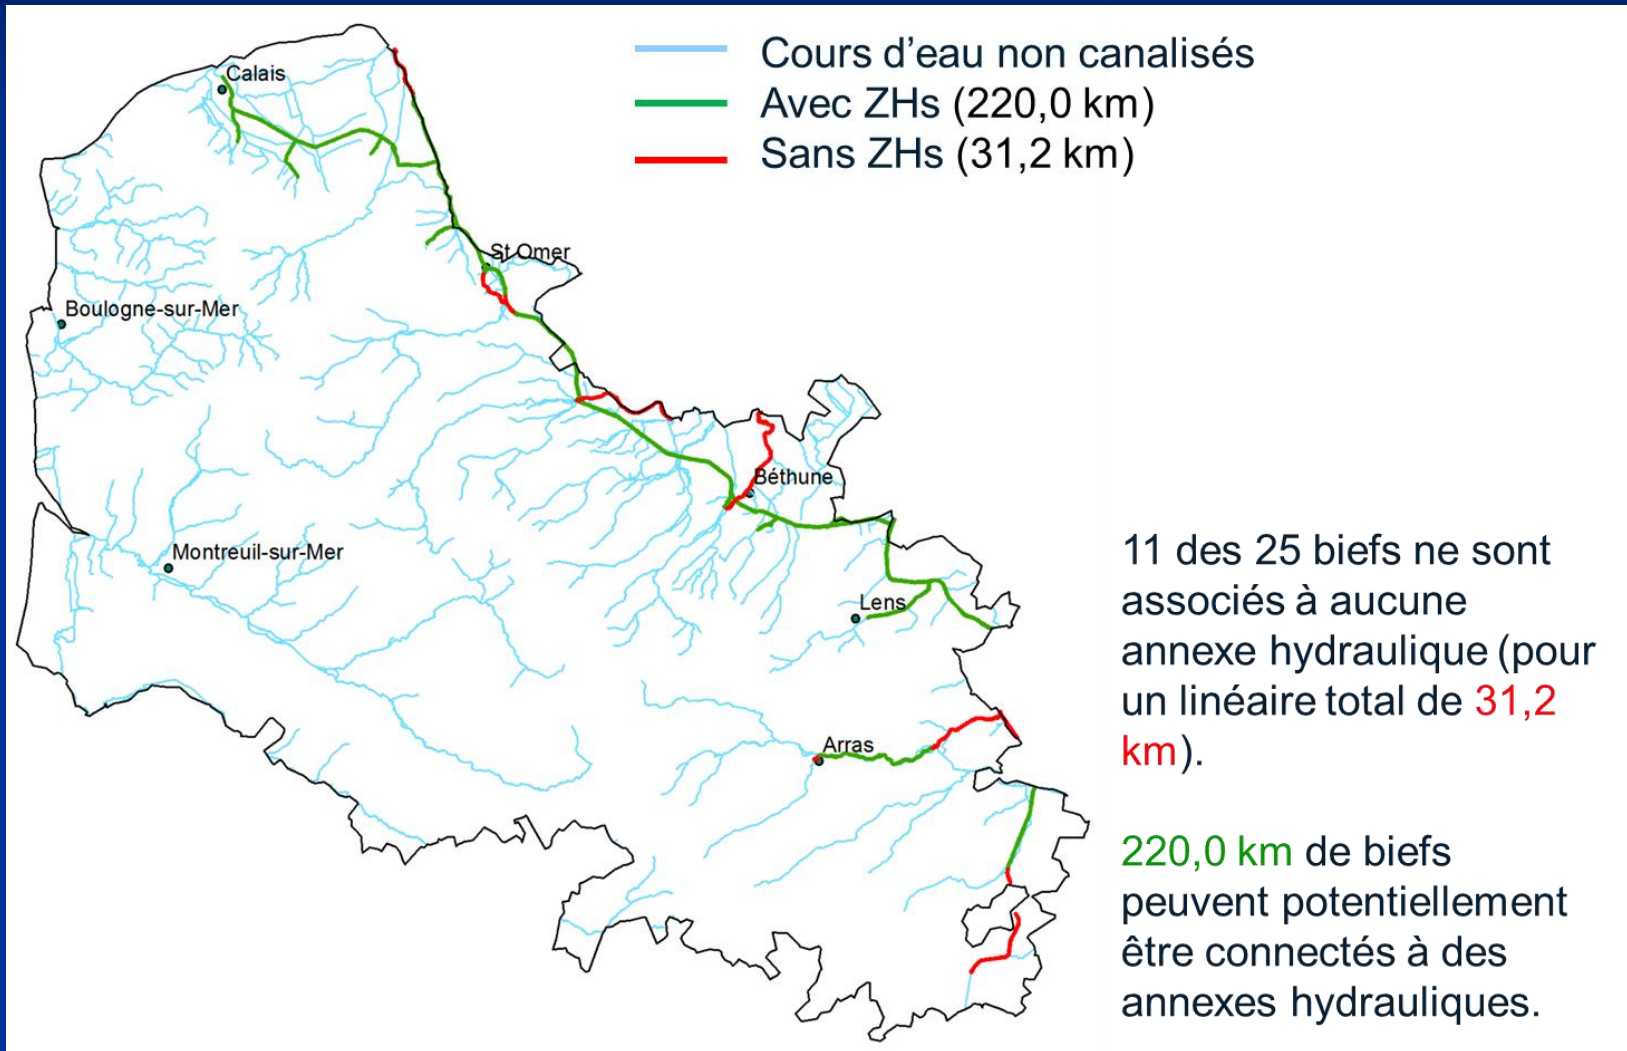 Cours d'eau non canalisés
Avec ZHs (220,0 km)
Sans ZHs (31,2 km)
Calais
St Omer
Boulogne-sur-Mer
Béthune
Montreuil-sur-Mer
Lens
Arras
11 des 25 biefs ne sont
associés à aucune
annexe hydraulique (pour
un linéaire total de 31,2
km).
220,0 km de biefs
peuvent potentiellement
être connectés à des
annexes hydrauliques.